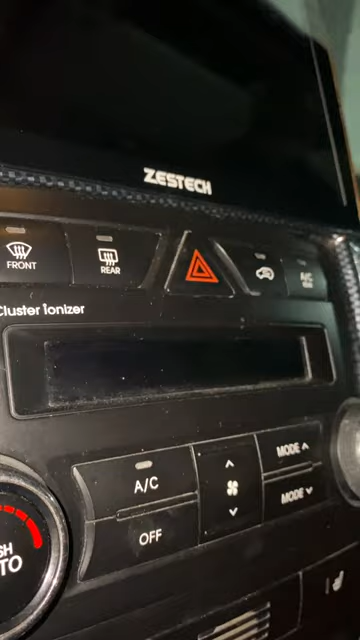 ZESTECH
FRONT
REAR
A/C
Cluster ionizer
A/C
OFF
MODE
MODE